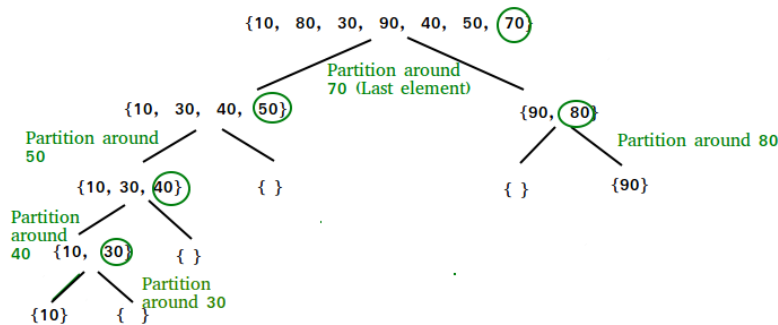 {10, 80, 30, 90, 40, 50, 70}
Partition around
70 (Last element)
{10, 30, 40, 50}
{90, 80}
Partition around
50
Partition around 80
{10, 30, 40}
{ }
{ }
{90}
Partition
around
40
{10, 30}
{ }
Partition
around 30
{10}
{ }